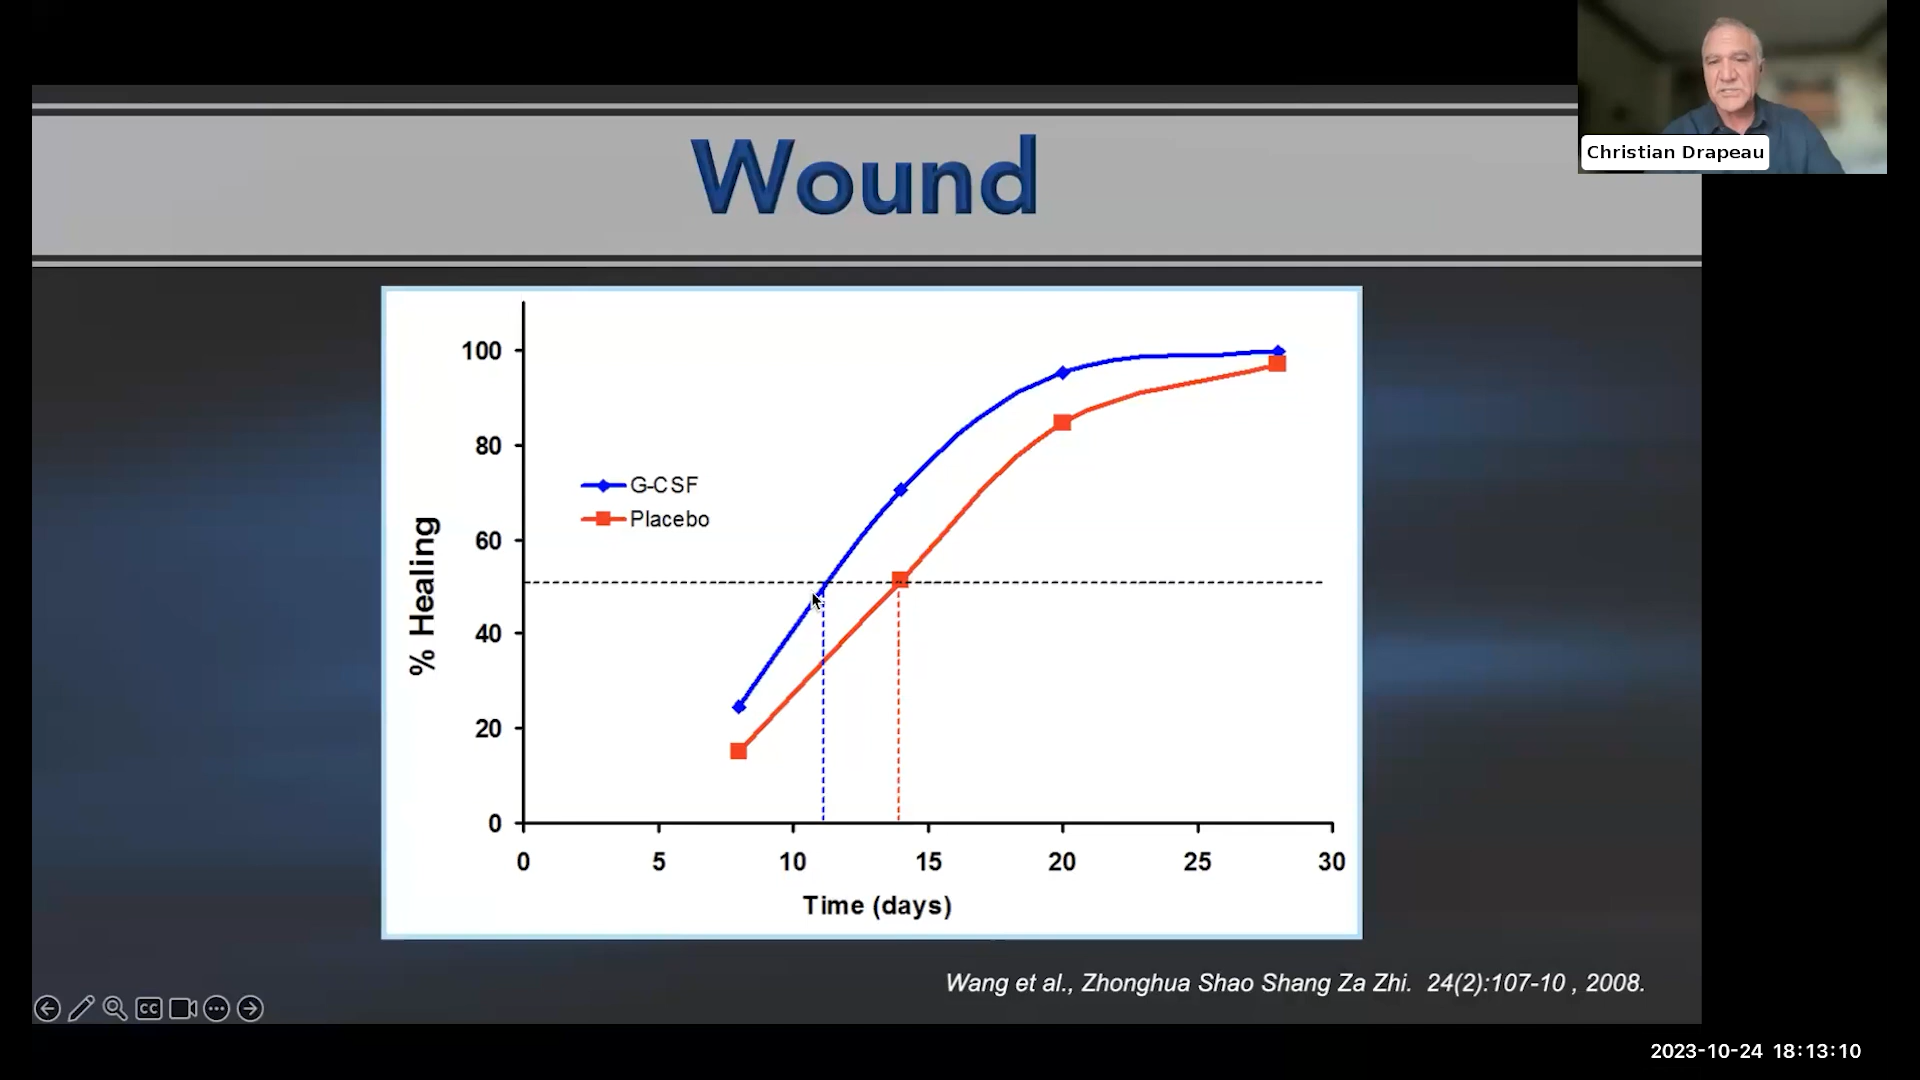 Christian Drapeau
Wound
100
80
60
40
20
0
% Healing
G-CSF
Placebo
0 5 10 15 20 25 30
Time (days)
Wang et al., Zhonghua Shao Shang Za Zhi. 24(2):107-10 , 2008.
CC
2023-10-24 18:13:10